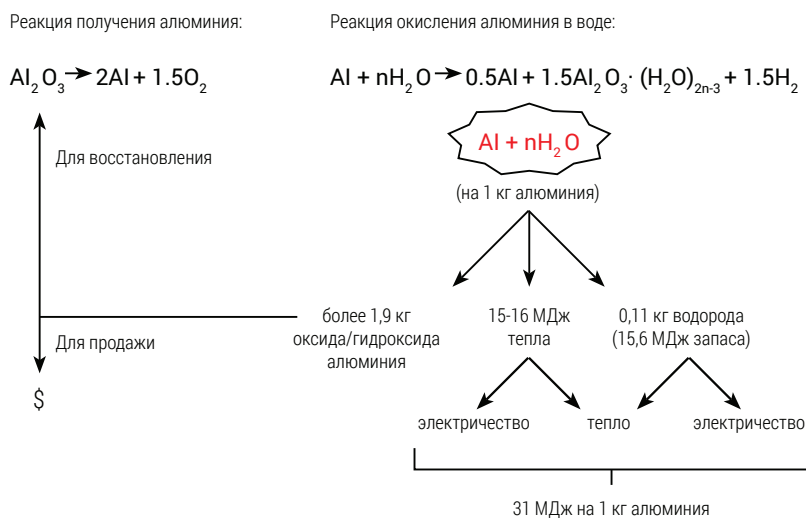 Реакция получения алюминия:
Реакция окисления алюминия в воде:
Al₂O₃→2Al + 1.5O₂
Al + nH₂O→0.5Al + 1.5Al₂O₃· (H₂O)₂ₙ₋₃ + 1.5H₂
Al + nH₂O
Для восстановления
(на 1 кг алюминия)
более 1,9 кг
оксида/гидроксида
алюминия
15-16 МДж
тепла
0,11 кг водорода
(15,6 МДж запаса)
Для продажи
$
электричество
тепло
электричество
31 МДж на 1 кг алюминия